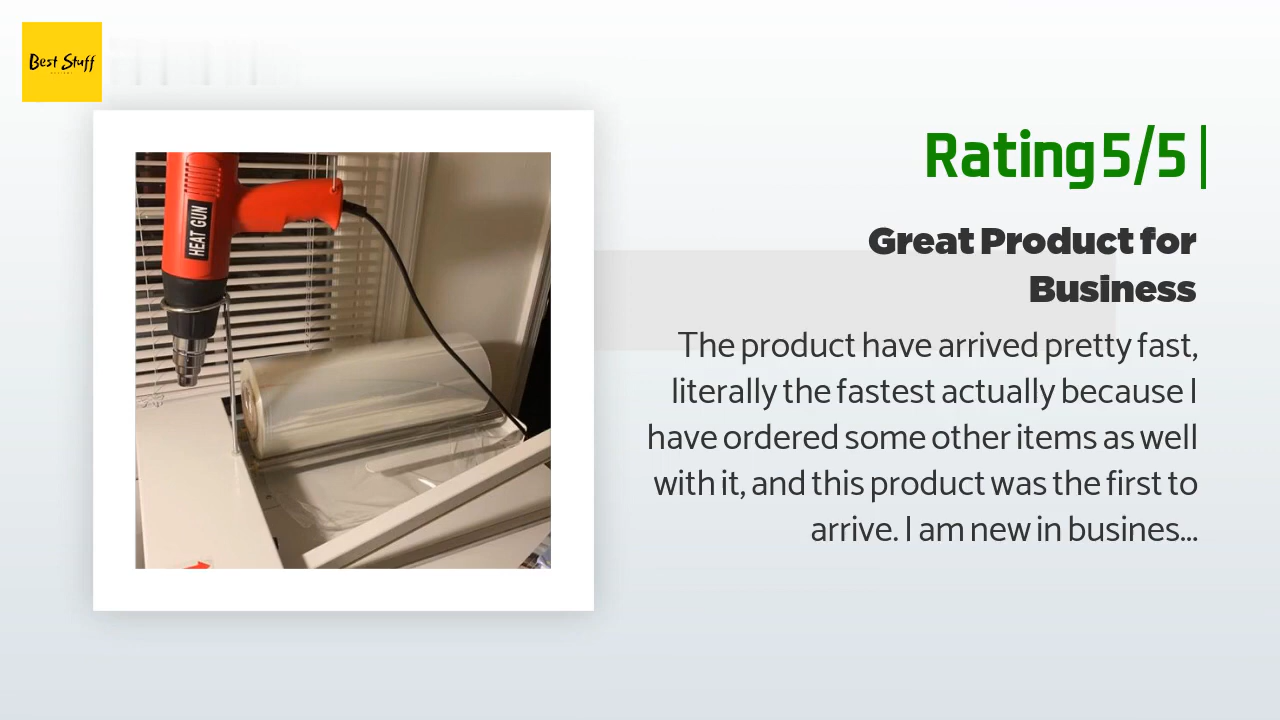 Best Stuff
Rating 5/5 |
HEAT GUN
Great Product for
Business
The product have arrived pretty fast,
literally the fastest actually because I
have ordered some other items as well
with it, and this product was the first to
arrive. I am new in busines...